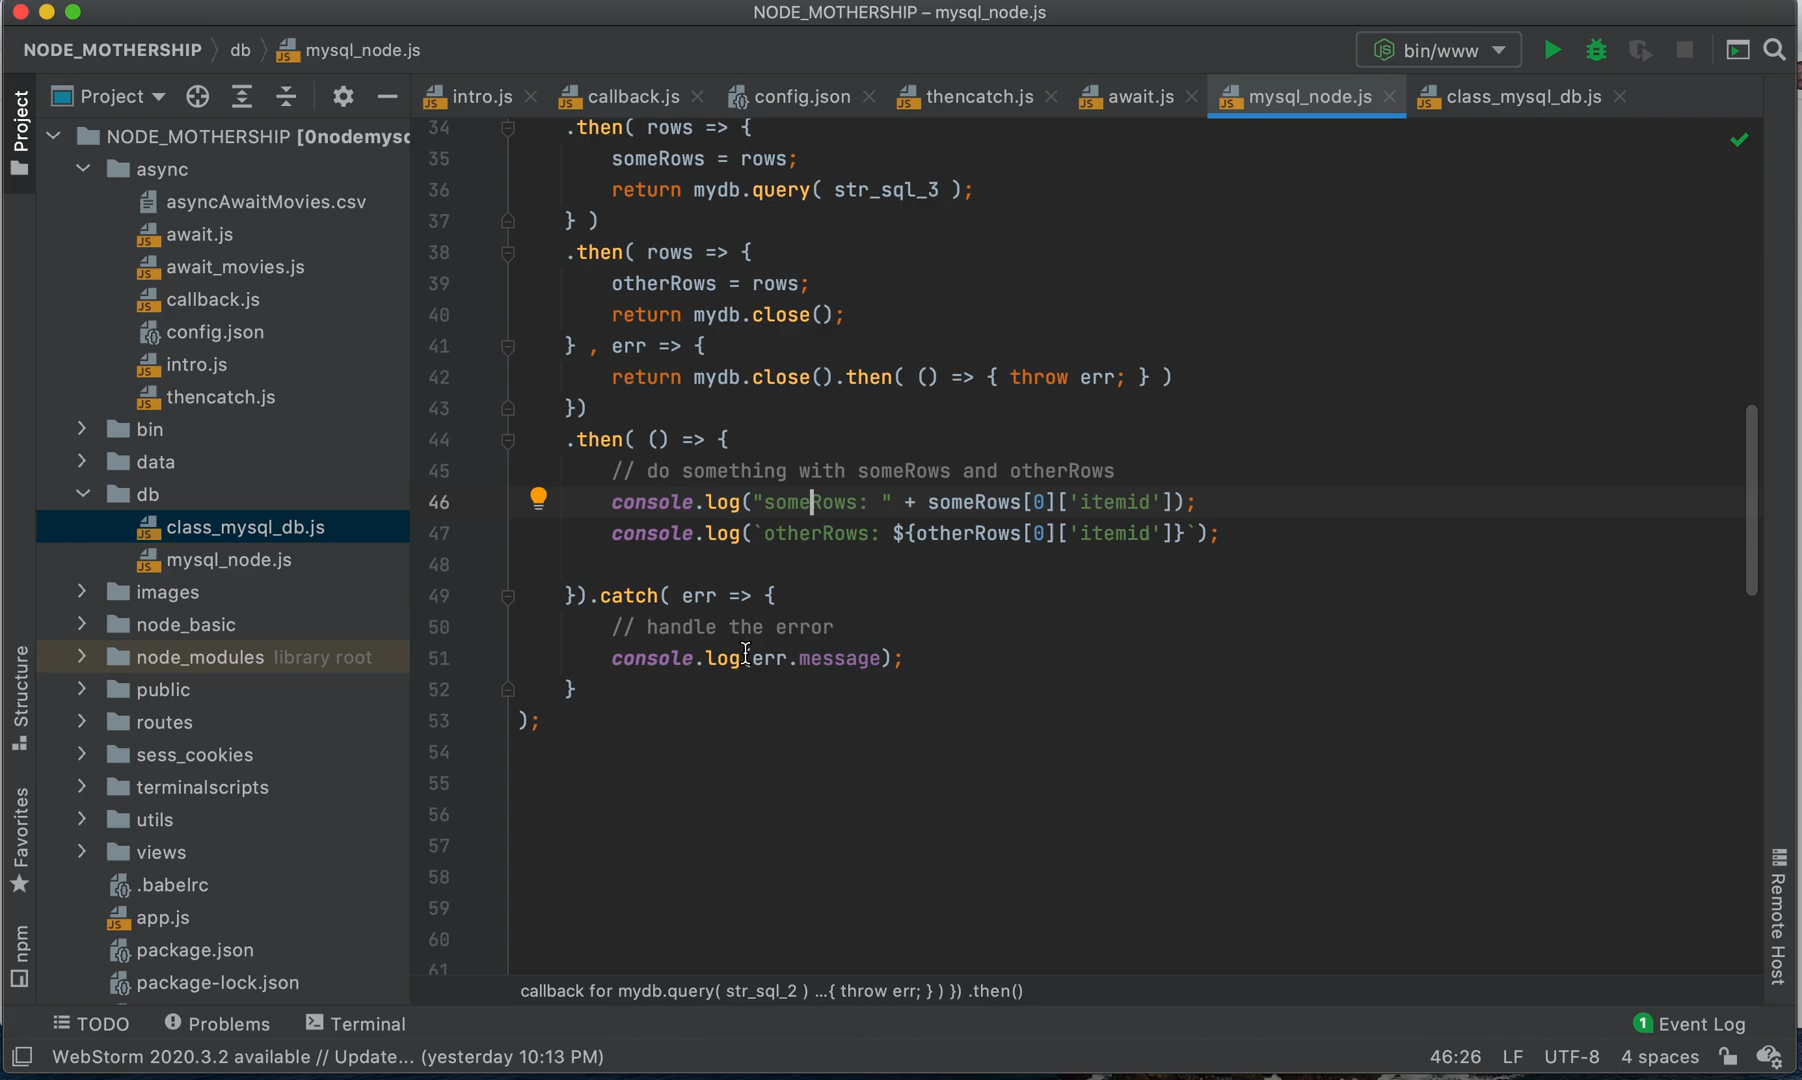 NODE_MOTHERSHIP – mysql_node.js
NODE_MOTHERSHIP db mysql_node.js
bin/www
Project
Project
intro.js
callback.js
config.json
thencatch.js
await.js
mysql_node.js
class_mysql_db.js
NODE_MOTHERSHIP [0nodemysq
async
asyncAwaitMovies.csv
await.js
await_movies.js
callback.js
config.json
intro.js
thencatch.js
bin
data
db
class_mysql_db.js
mysql_node.js
images
node_basic
node_modules library root
public
routes
sess_cookies
terminalscripts
utils
views
.babelrc
app.js
package.json
package-lock.json
Structure
Favorites
npm
34 .then( rows => {
35 someRows = rows;
36 return mydb.query( str_sql_3 );
37 } )
38 .then( rows => {
39 otherRows = rows;
40 return mydb.close();
41 } , err => {
42 return mydb.close().then( () => { throw err; } )
43 })
44 .then( () => {
45 // do something with someRows and otherRows
46 console.log("someRows: " + someRows[0]['itemid']);
47 console.log(`otherRows: ${otherRows[0]['itemid']}`);
48
49 }).catch( err => {
50 // handle the error
51 console.log(err.message);
52 }
53 );
54
55
56
57
58
59
60
61
callback for mydb.query( str_sql_2 ) ...{ throw err; } ) }) .then()
Remote Host
TODO Problems Terminal
1 Event Log
WebStorm 2020.3.2 available // Update... (yesterday 10:13 PM)
46:26 LF UTF-8 4 spaces